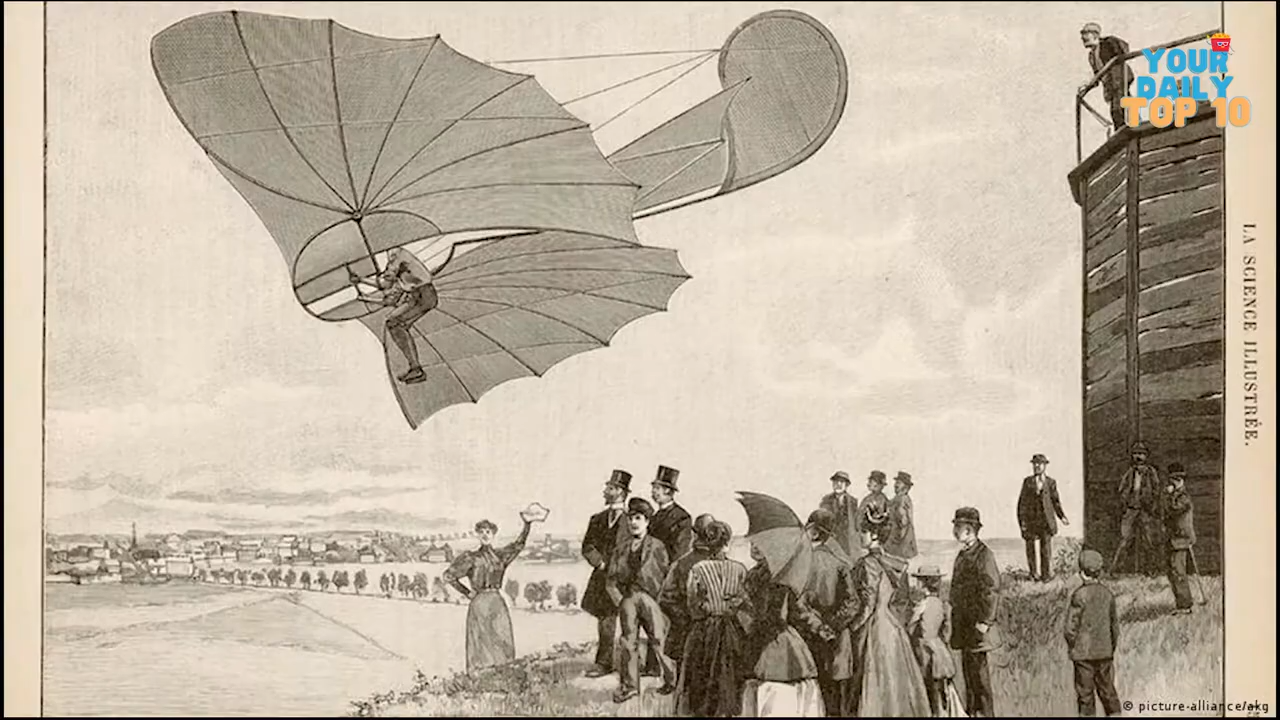 YOUR
DAILY
TOP 10
LA SCIENCE ILLUSTRÉE.
© picture-alliance/akg